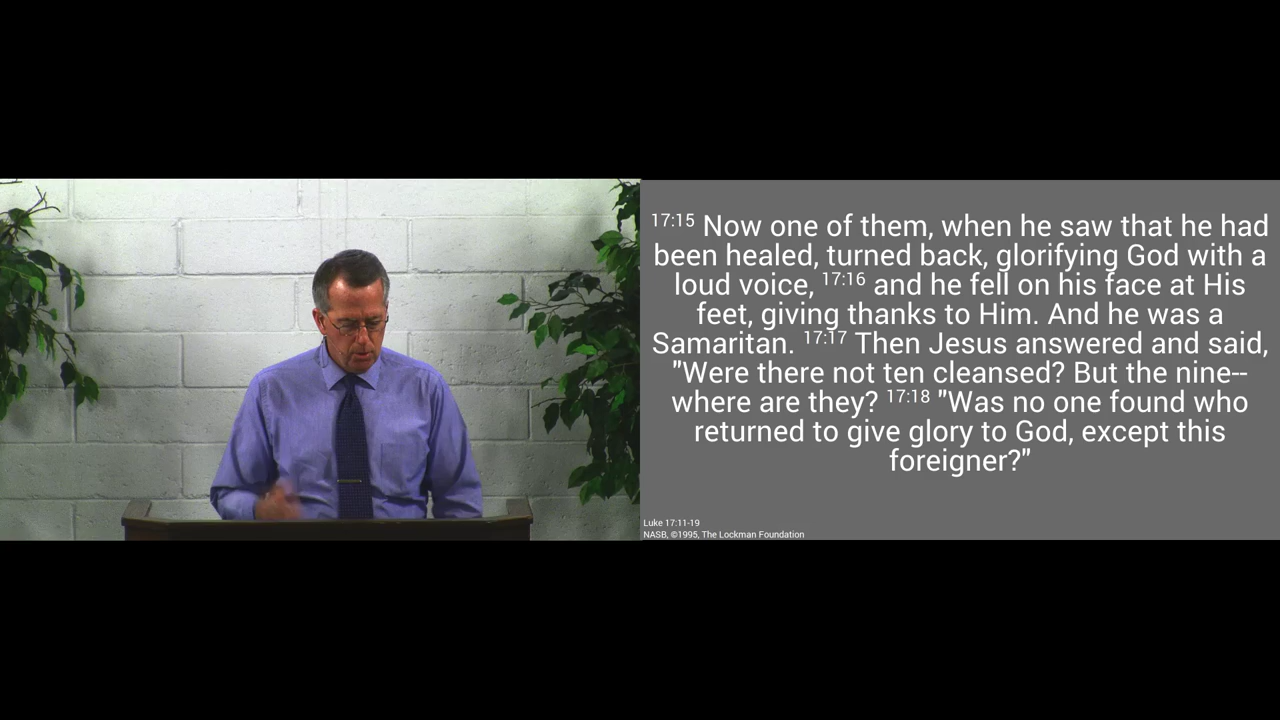 17:15 Now one of them, when he saw that he had
been healed, turned back, glorifying God with a
loud voice, 17:16 and he fell on his face at His
feet, giving thanks to Him. And he was a
Samaritan. 17:17 Then Jesus answered and said,
"Were there not ten cleansed? But the nine--
where are they? 17:18 "Was no one found who
returned to give glory to God, except this
foreigner?"
Luke 17:11-19
NASB, ©1995, The Lockman Foundation